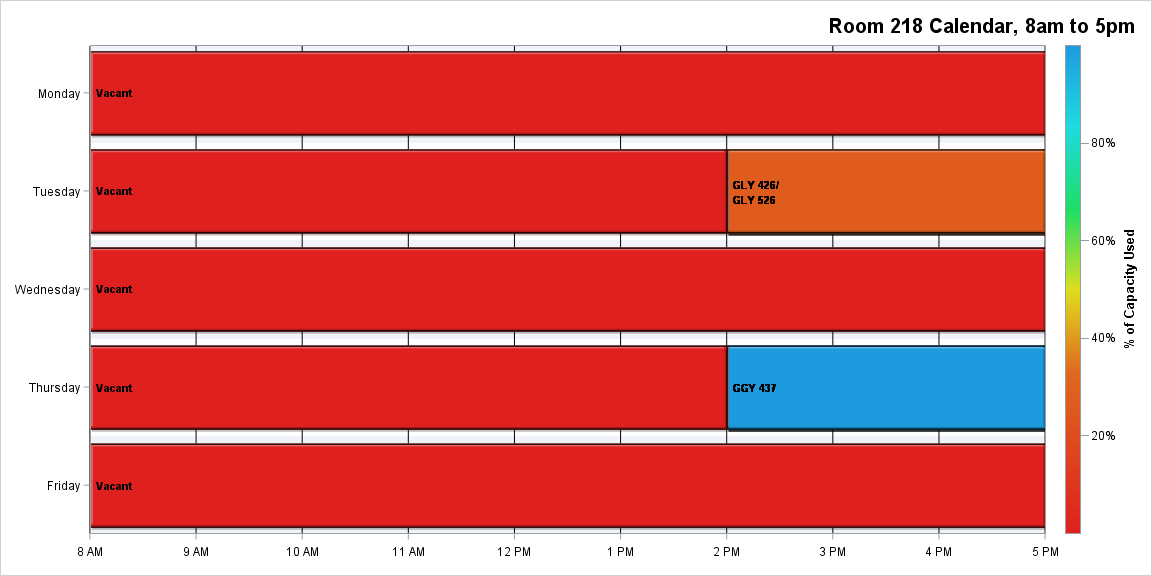 Room 218 Calendar, 8am to 5pm
Monday
Vacant
Tuesday
Vacant
GLY 426/
GLY 526
Wednesday
Vacant
Thursday
Vacant
GGY 437
Friday
Vacant
8 AM 9 AM 10 AM 11 AM 12 PM 1 PM 2 PM 3 PM 4 PM 5 PM
80%
60%
40%
20%
% of Capacity Used